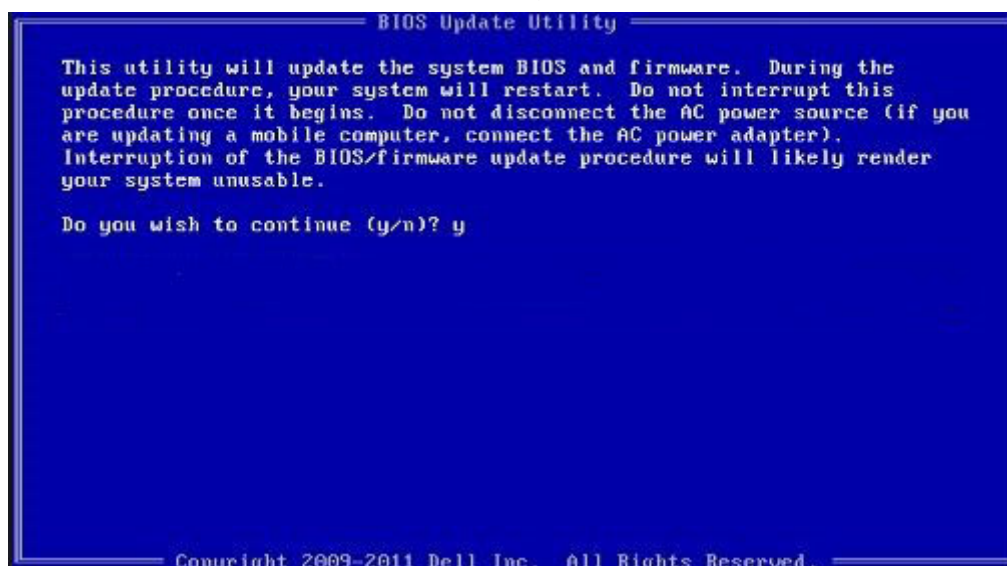 BIOS Update Utility
This utility will update the system BIOS and firmware. During the
update procedure, your system will restart. Do not interrupt this
procedure once it begins. Do not disconnect the AC power source (if you
are updating a mobile computer, connect the AC power adapter).
Interruption of the BIOS/firmware update procedure will likely render
your system unusable.
Do you wish to continue (y/n)? y
Copyright 2009-2011 Dell Inc. All Rights Reserved.